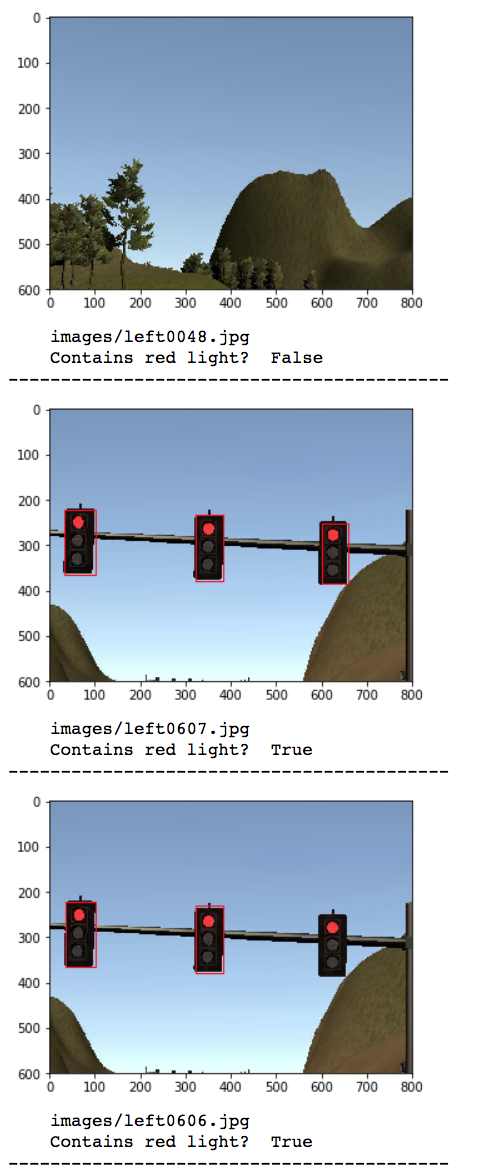 0
100
200
300
400
500
600
0 100 200 300 400 500 600 700 800
images/left0048.jpg
Contains red light?  False
---------------------------------------------
0
100
200
300
400
500
600
0 100 200 300 400 500 600 700 800
images/left0607.jpg
Contains red light?  True
---------------------------------------------
0
100
200
300
400
500
600
0 100 200 300 400 500 600 700 800
images/left0606.jpg
Contains red light?  True
---------------------------------------------